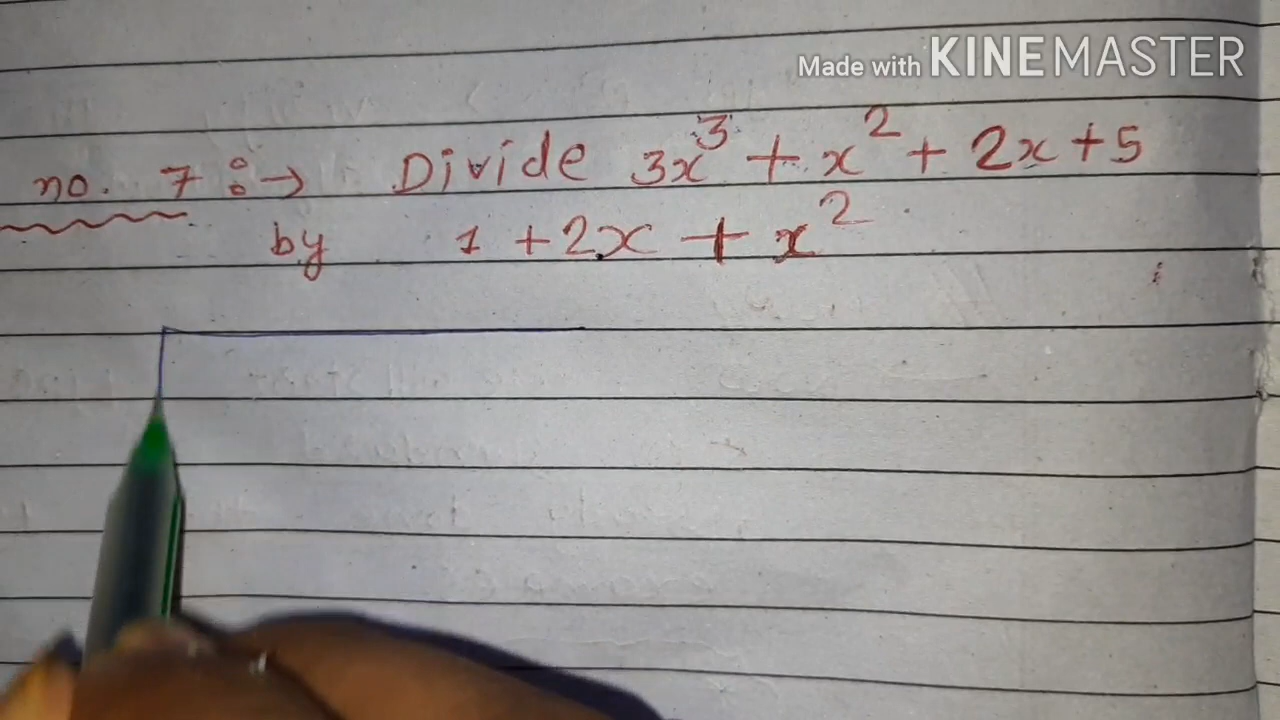 Made with KINEMASTER
no. 7 : → Divide 3x³ + x² + 2x + 5
by 1 + 2x + x²